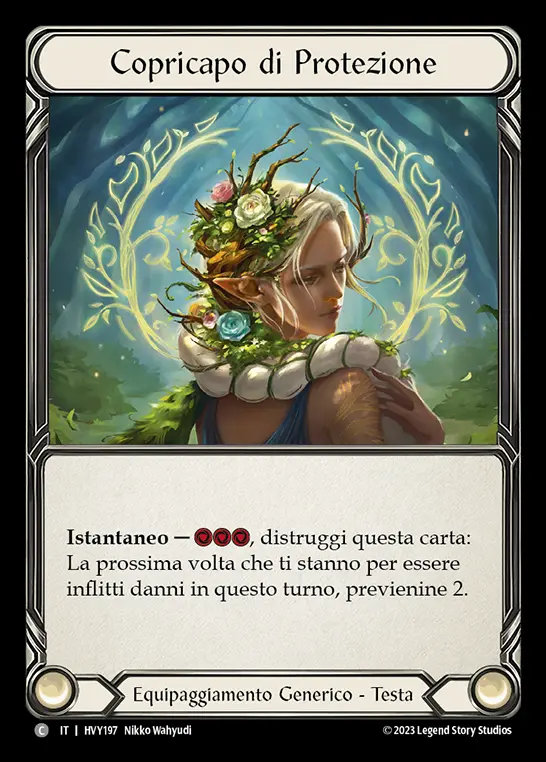 Copricapo di Protezione
Istantaneo — , distruggi questa carta:
La prossima volta che ti stanno per essere
inflitti danni in questo turno, previenine 2.
Equipaggiamento Generico - Testa
C IT | HVY197 Nikko Wahyudi
© 2023 Legend Story Studios